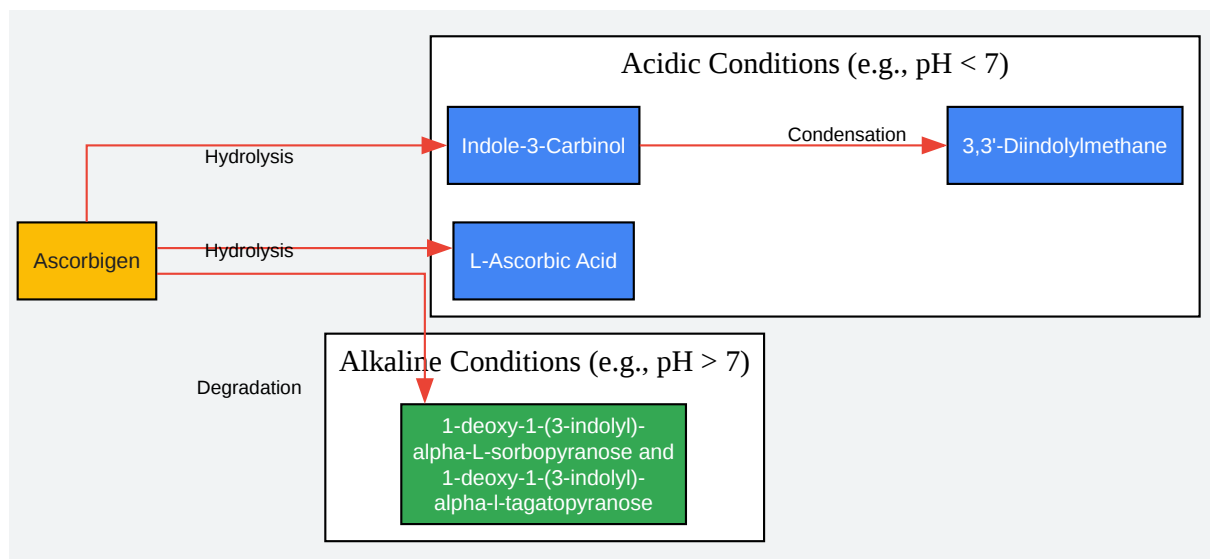 Acidic Conditions (e.g., pH < 7)
Hydrolysis
Indole-3-Carbinol
Condensation
3,3'-Diindolylmethane
Ascorbigen
Hydrolysis
L-Ascorbic Acid
Alkaline Conditions (e.g., pH > 7)
Degradation
1-deoxy-1-(3-indolyl)-
alpha-L-sorbopyranose and
1-deoxy-1-(3-indolyl)-
alpha-l-tagatopyranose